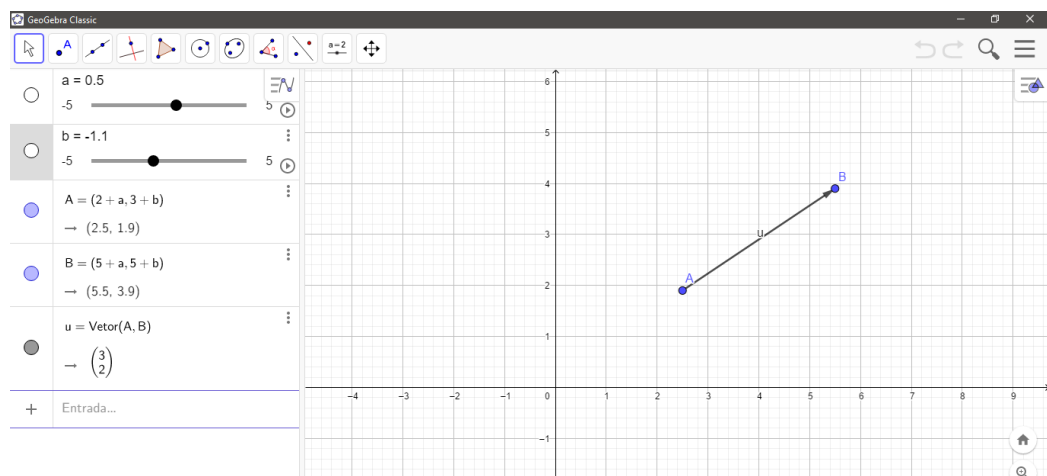 GeoGebra Classic
A
a=2
a = 0.5
-5 5
b = -1.1
-5 5
A = (2 + a, 3 + b)
→ (2.5, 1.9)
B = (5 + a, 5 + b)
→ (5.5, 3.9)
u = Vetor(A, B)
→ (3
2)
+ Entrada...
6
5
4
3
2
1
–1
–4 –3 –2 –1 0 1 2 3 4 5 6 7 8 9
B
u
A